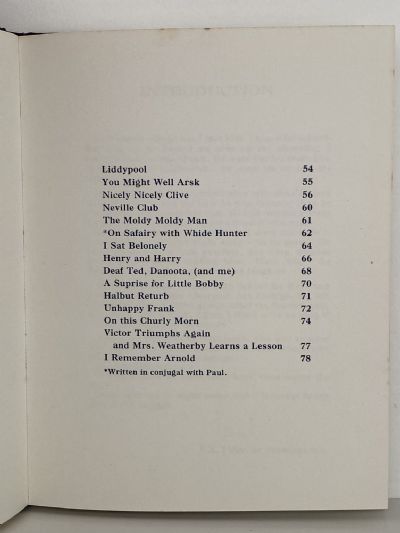 INTRODUCTION
Liddypool 54
You Might Well Arsk 55
Nicely Nicely Clive 56
Neville Club 60
The Moldy Moldy Man 61
*On Safairy with Whide Hunter 62
I Sat Belonely 64
Henry and Harry 66
Deaf Ted, Danoota, (and me) 68
A Suprise for Little Bobby 70
Halbut Returb 71
Unhappy Frank 72
On this Churly Morn 74
Victor Triumphs Again
and Mrs. Weatherby Learns a Lesson 77
I Remember Arnold 78
*Written in conjugal with Paul.